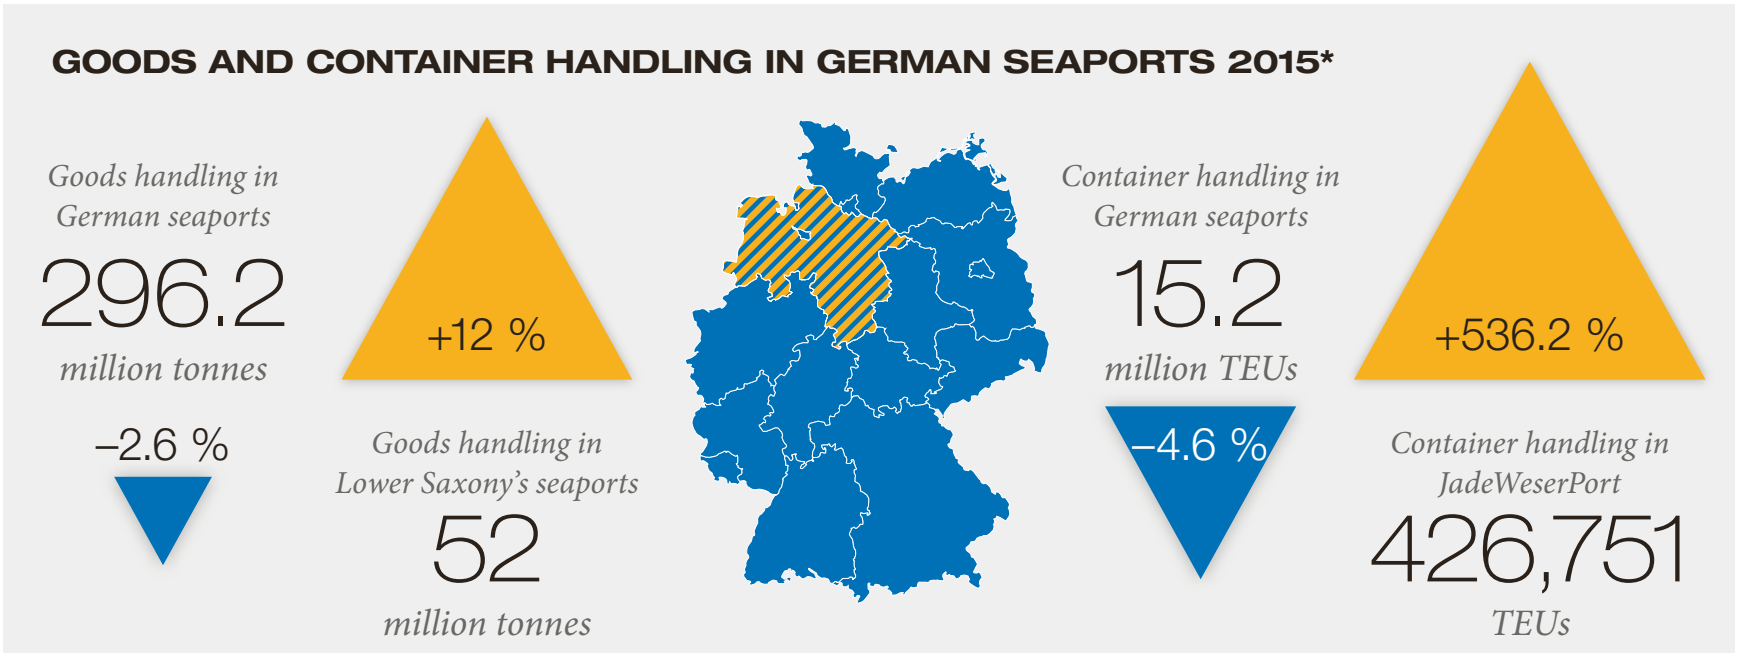 GOODS AND CONTAINER HANDLING IN GERMAN SEAPORTS 2015*
Goods handling in
German seaports
296.2
million tonnes
–2.6 %
+12 %
Goods handling in
Lower Saxony’s seaports
52
million tonnes
Container handling in
German seaports
15.2
million TEUs
–4.6 %
+536.2 %
Container handling in
JadeWeserPort
426,751
TEUs